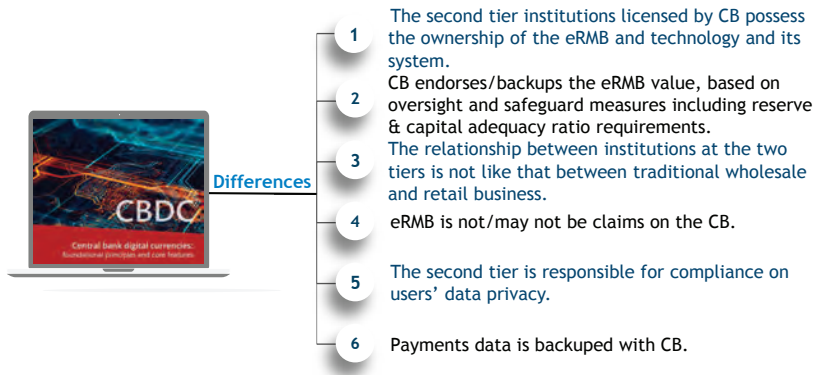 CBDC
Central bank digital currencies:
foundational principles and core features
Differences
1
The second tier institutions licensed by CB possess
the ownership of the eRMB and technology and its
system.
2
CB endorses/backups the eRMB value, based on
oversight and safeguard measures including reserve
& capital adequacy ratio requirements.
3
The relationship between institutions at the two
tiers is not like that between traditional wholesale
and retail business.
4
eRMB is not/may not be claims on the CB.
5
The second tier is responsible for compliance on
users’ data privacy.
6
Payments data is backuped with CB.